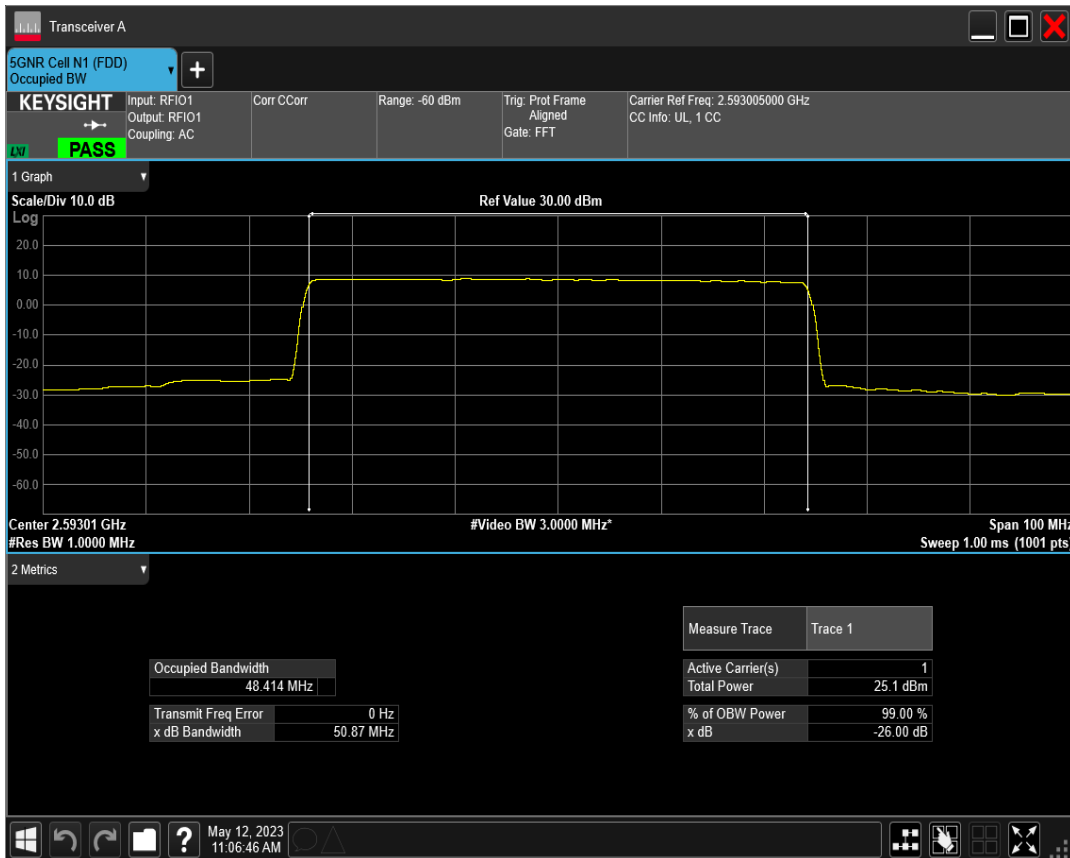 Transceiver A
5GNR Cell N1 (FDD)
Occupied BW
+
KEYSIGHT
LXI
PASS
Input: RFIO1
Output: RFIO1
Coupling: AC
Corr CCorr
Range: -60 dBm
Trig: Prot Frame
Aligned
Gate: FFT
Carrier Ref Freq: 2.593005000 GHz
CC Info: UL, 1 CC
1 Graph
Scale/Div 10.0 dB
Ref Value 30.00 dBm
Log
20.0
10.0
0.00
-10.0
-20.0
-30.0
-40.0
-50.0
-60.0
Center 2.59301 GHz
#Video BW 3.0000 MHz*
Span 100 MHz
#Res BW 1.0000 MHz
Sweep 1.00 ms (1001 pts)
2 Metrics
Measure Trace Trace 1
Occupied Bandwidth
48.414 MHz
Active Carrier(s) 1
Total Power 25.1 dBm
Transmit Freq Error 0 Hz
x dB Bandwidth 50.87 MHz
% of OBW Power 99.00 %
x dB -26.00 dB
?
May 12, 2023
11:06:46 AM